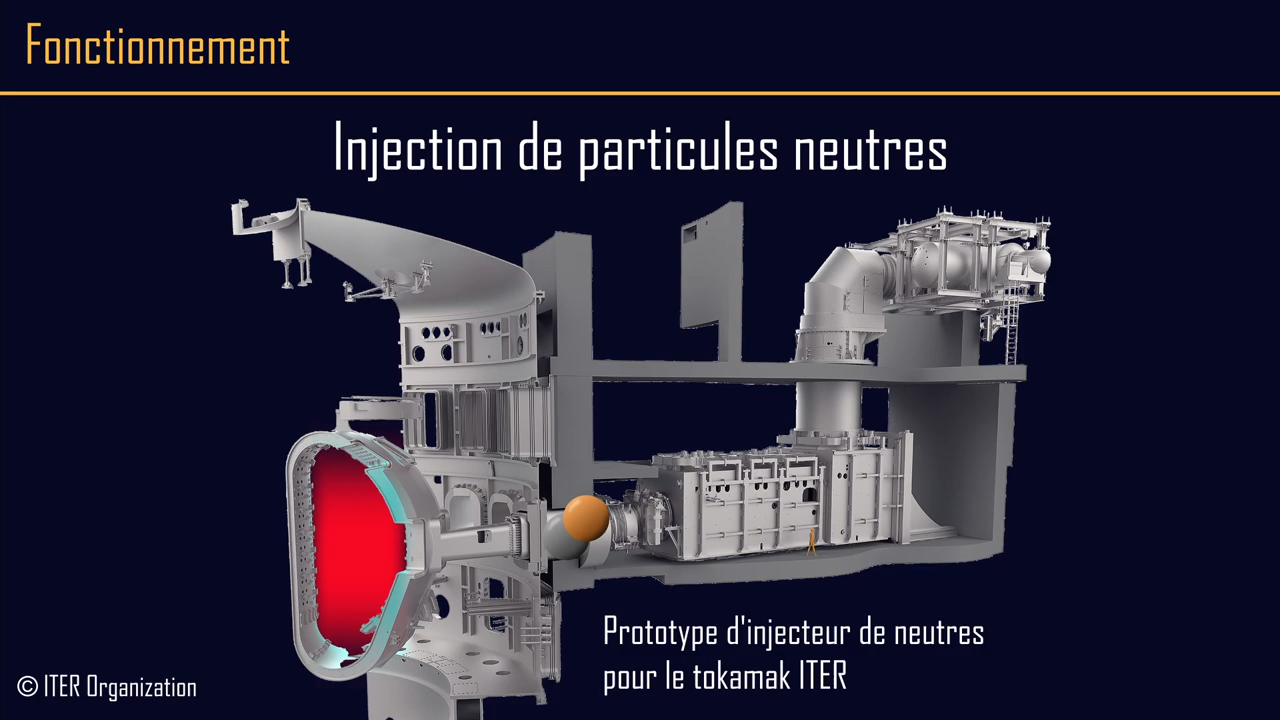 Fonctionnement
Injection de particules neutres
Prototype d'injecteur de neutres
pour le tokamak ITER
© ITER Organization